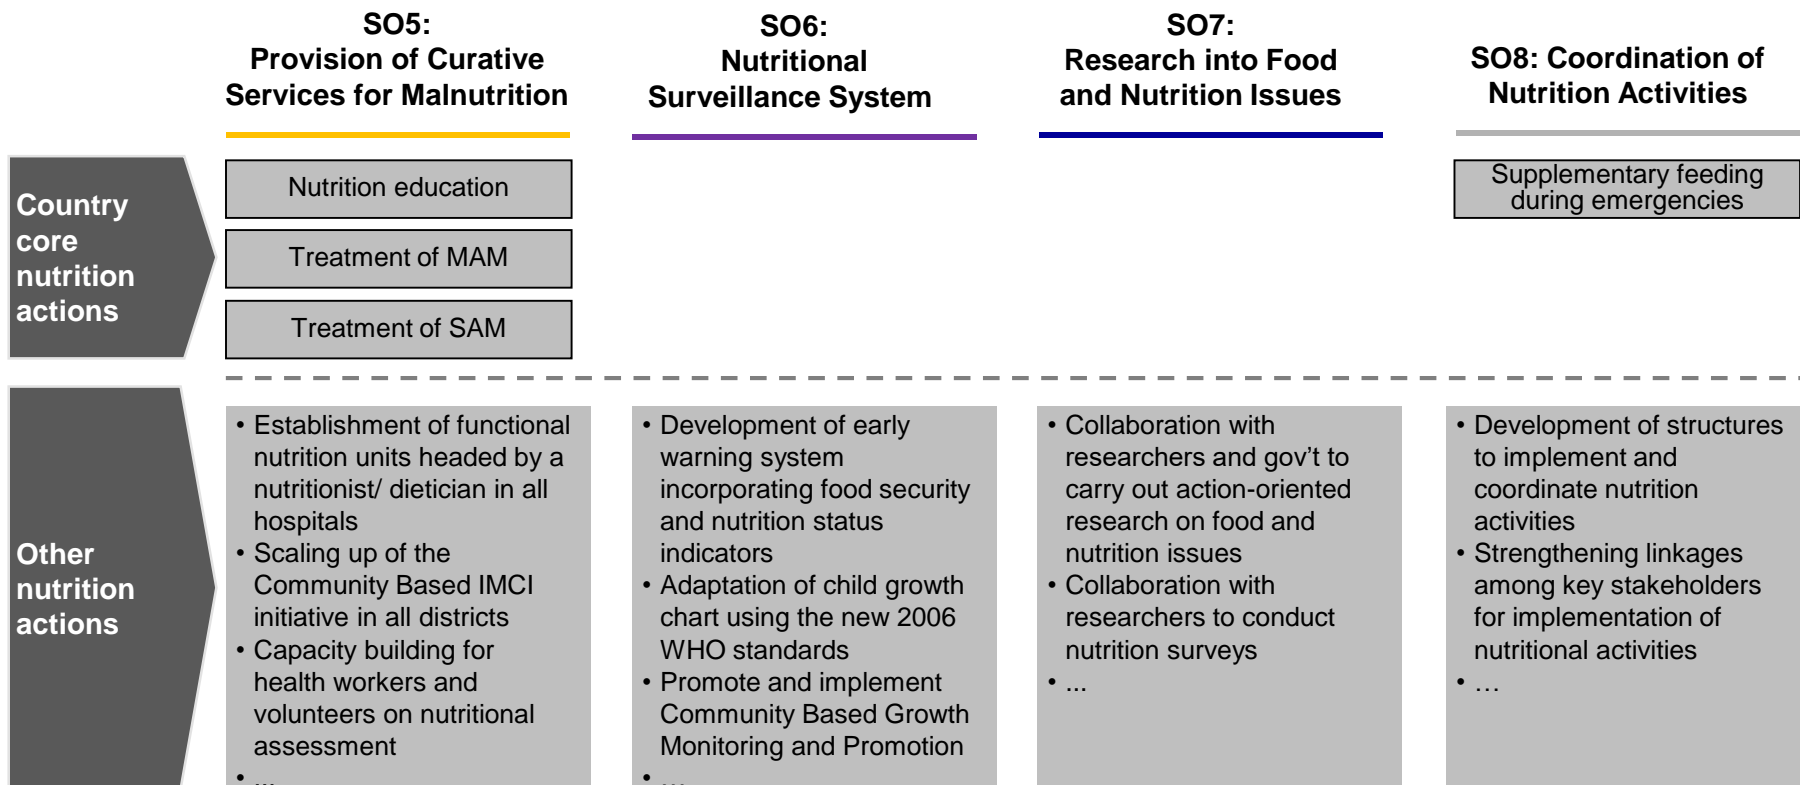 SO5:
Provision of Curative
Services for Malnutrition
SO6:
Nutritional
Surveillance System
SO7:
Research into Food
and Nutrition Issues
SO8: Coordination of
Nutrition Activities
Country
core
nutrition
actions
Nutrition education
Treatment of MAM
Treatment of SAM
Supplementary feeding
during emergencies
Other
nutrition
actions
• Establishment of functional
nutrition units headed by a
nutritionist/ dietician in all
hospitals
• Scaling up of the
Community Based IMCI
initiative in all districts
• Capacity building for
health workers and
volunteers on nutritional
assessment
• ...
• Development of early
warning system
incorporating food security
and nutrition status
indicators
• Adaptation of child growth
chart using the new 2006
WHO standards
• Promote and implement
Community Based Growth
Monitoring and Promotion
• …
• Collaboration with
researchers and gov’t to
carry out action-oriented
research on food and
nutrition issues
• Collaboration with
researchers to conduct
nutrition surveys
• ...
• Development of structures
to implement and
coordinate nutrition
activities
• Strengthening linkages
among key stakeholders
for implementation of
nutritional activities
• …